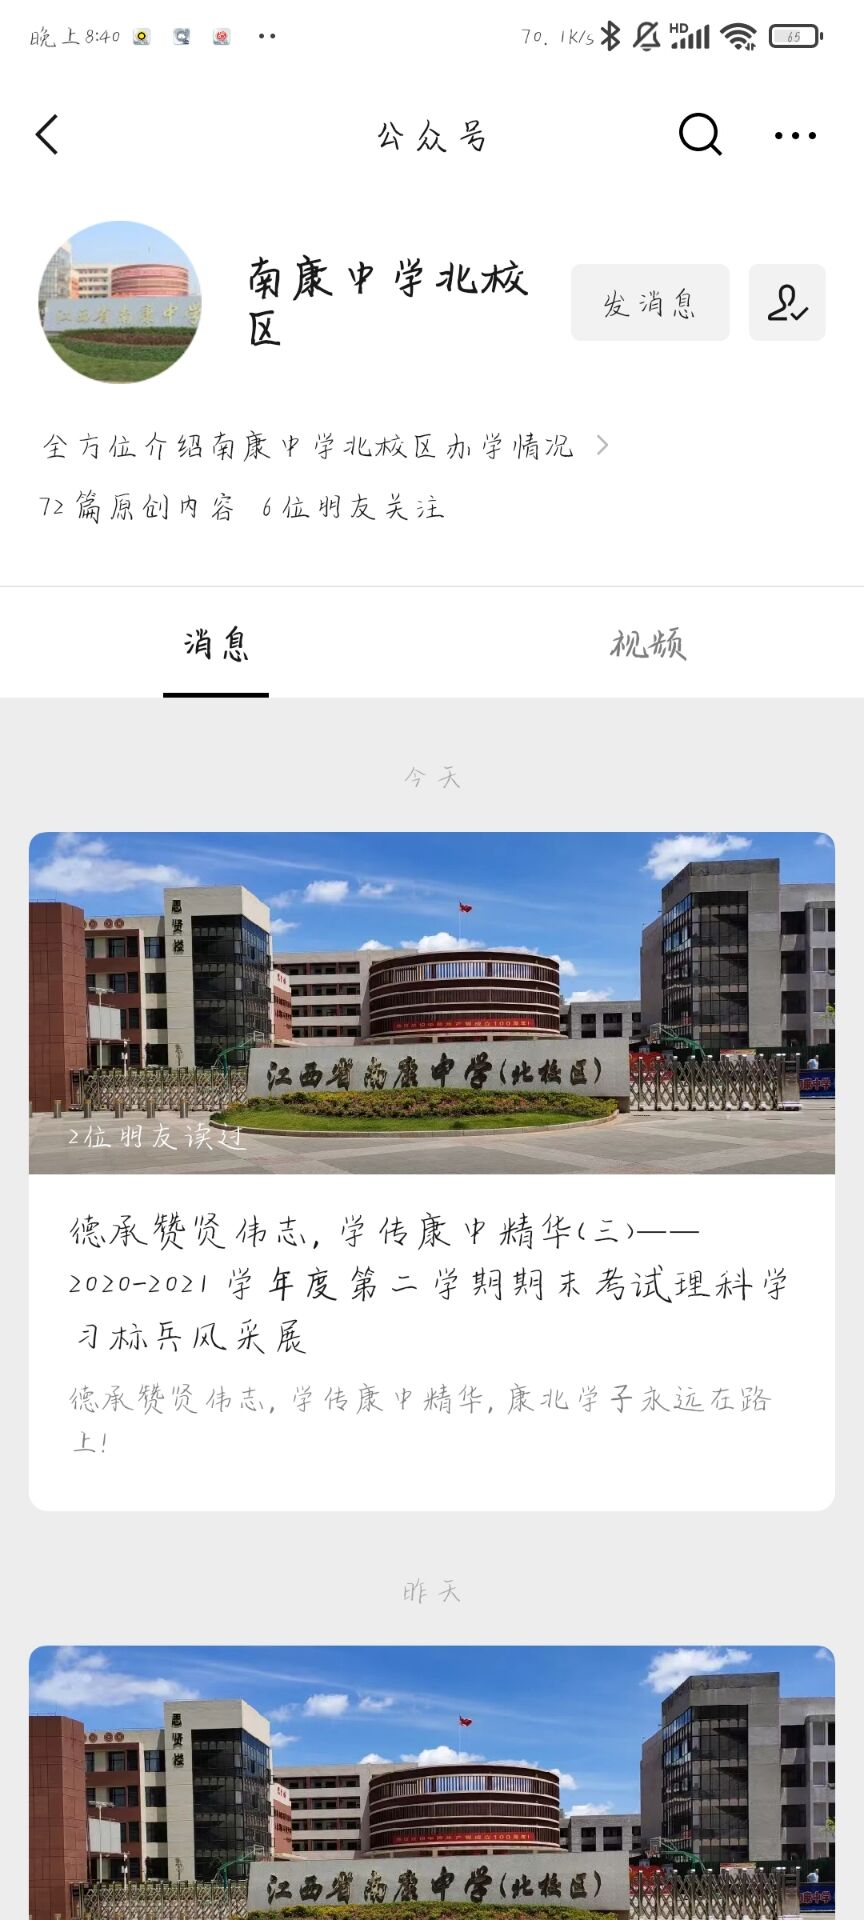 晚上8:40
70.1K/s HD 65
公众号
南康中学北校
区
发消息
江西省南康中学
全方位介绍南康中学北校区办学情况
72篇原创内容 6位朋友关注
消息 视频
今天
思贤楼
江西省南康中学(北校区)
2位朋友读过
德承赞贤伟志,学传康中精华(三)——
2020-2021学年度第二学期期末考试理科学
习标兵风采展
德承赞贤伟志,学传康中精华,康北学子永远在路
上!
昨天
思贤楼
江西省南康中学(北校区)